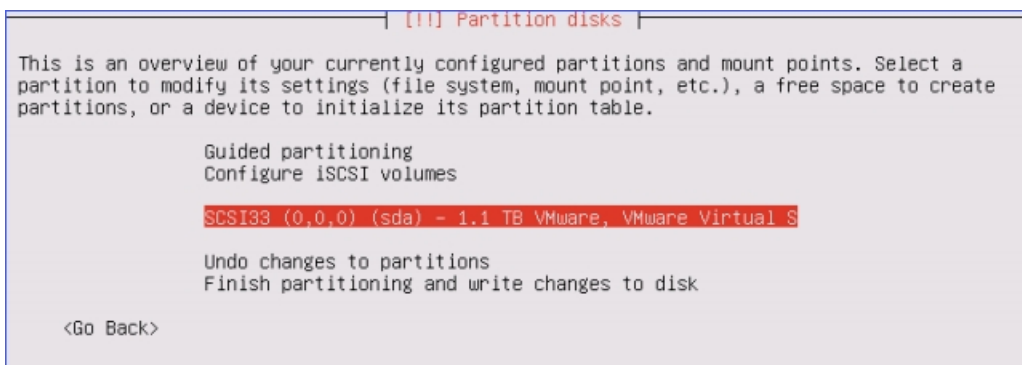 [!!] Partition disks
This is an overview of your currently configured partitions and mount points. Select a
partition to modify its settings (file system, mount point, etc.), a free space to create
partitions, or a device to initialize its partition table.
Guided partitioning
Configure iSCSI volumes
SCSI33 (0,0,0) (sda) - 1.1 TB VMware, VMware Virtual S
Undo changes to partitions
Finish partitioning and write changes to disk
<Go Back>